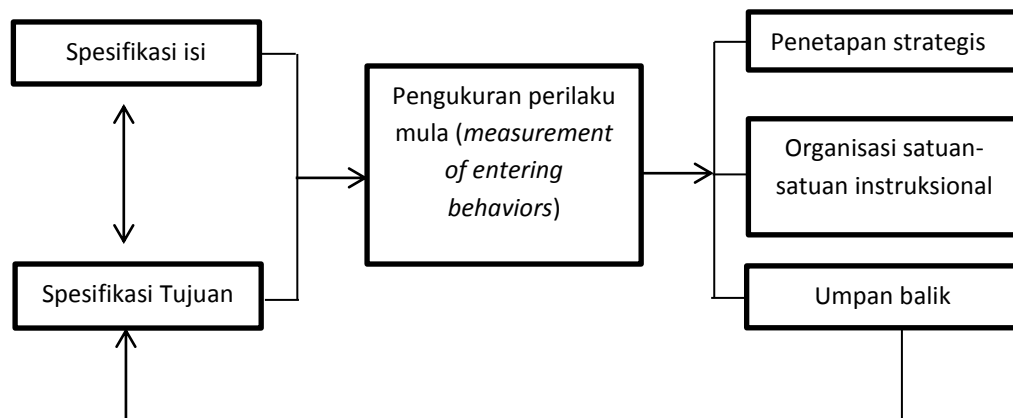 Spesifikasi isi
Spesifikasi Tujuan
Pengukuran perilaku
mula (measurement
of entering
behaviors)
Penetapan strategis
Organisasi satuan-
satuan instruksional
Umpan balik